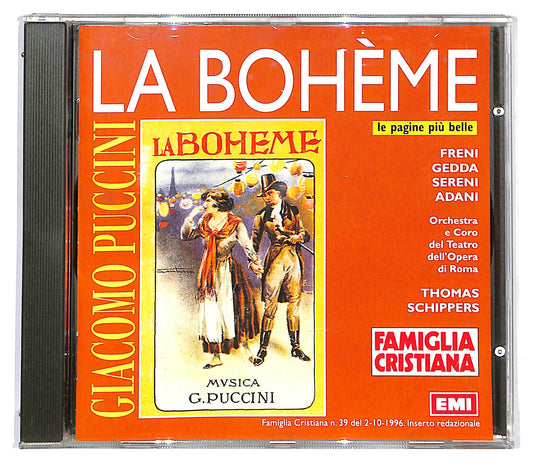 LA BOHÈME
le pagine più belle
GIACOMO PUCCINI
LA BOHEME
MVSICA
G. PUCCINI
FRENI
GEDDA
SERENI
ADANI
Orchestra
e Coro
del Teatro
dell'Opera
di Roma
THOMAS
SCHIPPERS
FAMIGLIA
CRISTIANA
EMI
Famiglia Cristiana n. 39 del 2-10-1996. Inserto redazionale